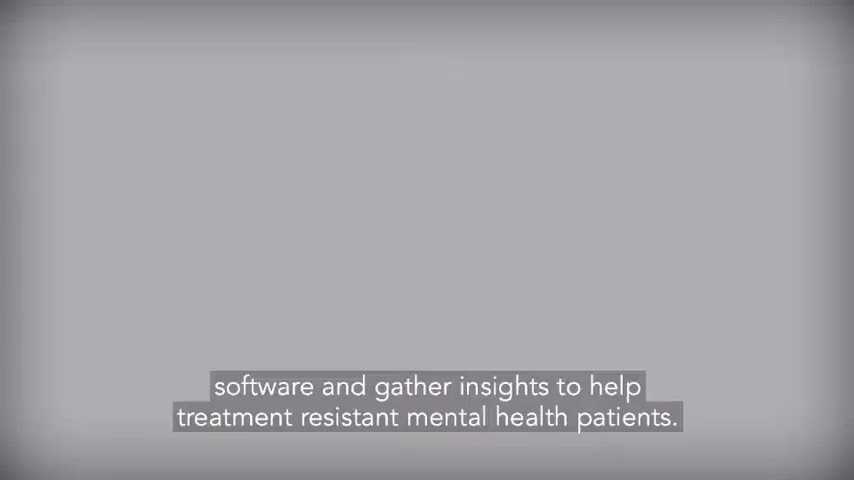 software and gather insights to help
treatment resistant mental health patients.